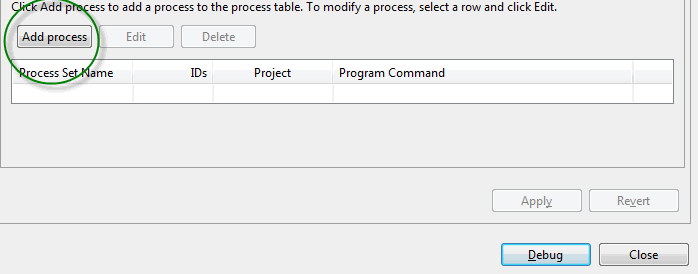 Click Add process to add a process to the process table. To modify a process, select a row and click Edit.
Add process Edit Delete
Process Set Name IDs Project Program Command
Apply Revert
Debug Close